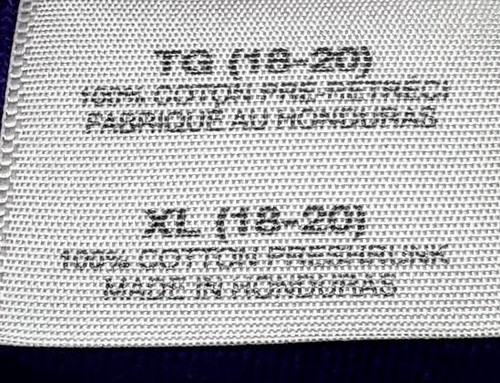 TG (18-20)
100% COTON PRE-RETRECI
FABRIQUE AU HONDURAS
XL (18-20)
100% COTTON PRESHRUNK
MADE IN HONDURAS